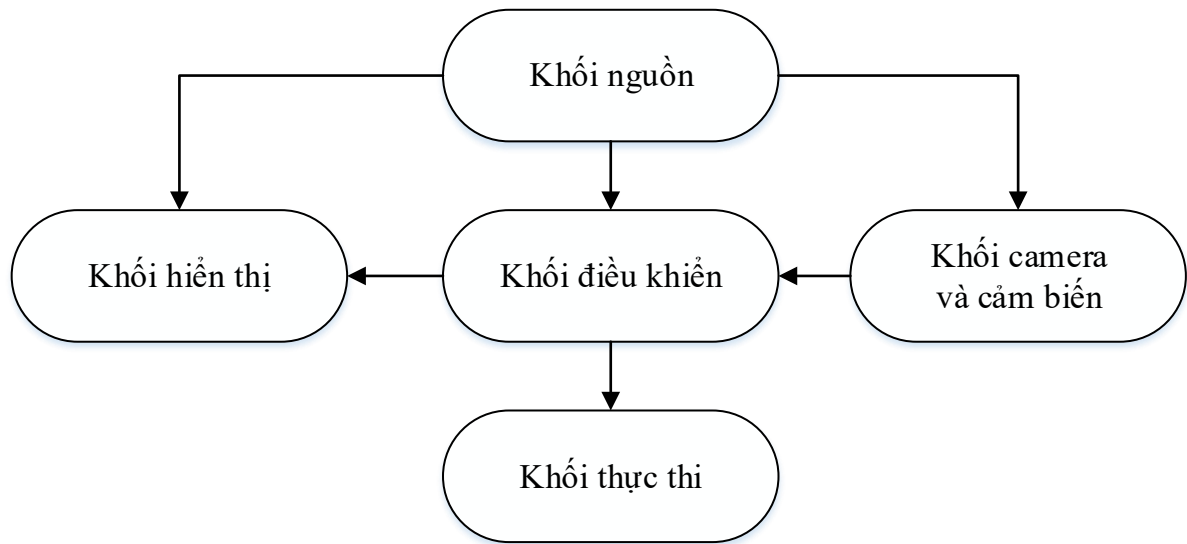 Khối nguồn
Khối hiển thị
Khối điều khiển
Khối camera
và cảm biến
Khối thực thi